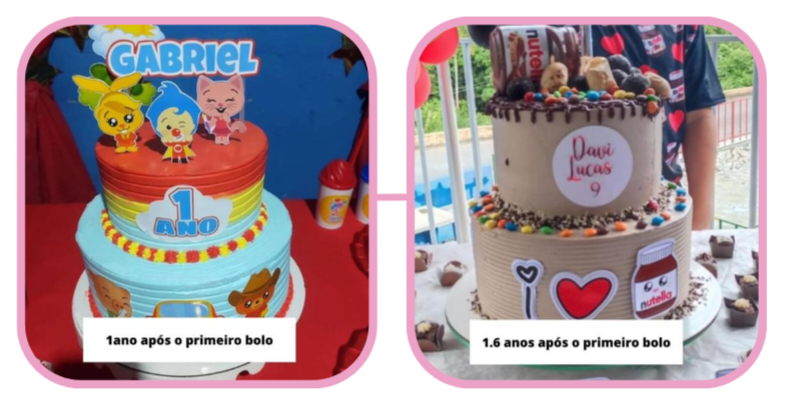 GABRIEL
1
ANO
1ano após o primeiro bolo
nutella
Davi
Lucas
9
nutella
1.6 anos após o primeiro bolo